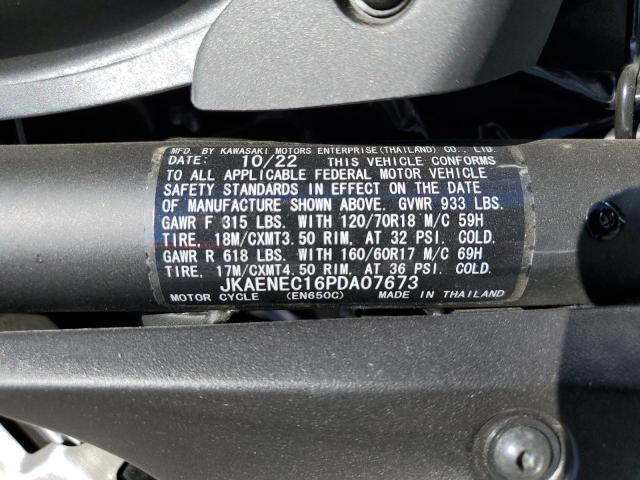 MFD. BY KAWASAKI MOTORS ENTERPRISE(THAILAND) CO., LTD.
DATE: 10/22 THIS VEHICLE CONFORMS
TO ALL APPLICABLE FEDERAL MOTOR VEHICLE
SAFETY STANDARDS IN EFFECT ON THE DATE
OF MANUFACTURE SHOWN ABOVE. GVWR 933 LBS.
GAWR F 315 LBS. WITH 120/70R18 M/C 59H
TIRE, 18M/CXMT3.50 RIM, AT 32 PSI. COLD.
GAWR R 618 LBS. WITH 160/60R17 M/C 69H
TIRE, 17M/CXMT4.50 RIM, AT 36 PSI. COLD.
JKAENEC16PDA07673
MOTOR CYCLE (EN650C) MADE IN THAILAND